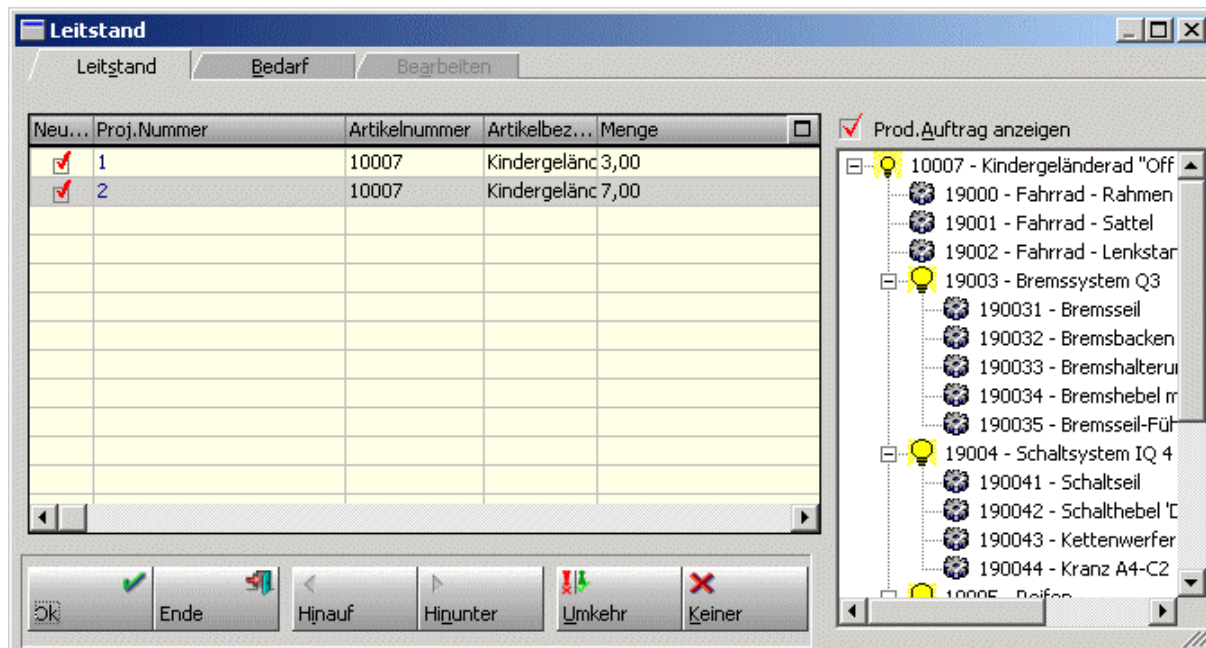 Leitstand
Leitstand Bedarf Bearbeiten
Neu... Proj.Nummer Artikelnummer Artikelbez... Menge
1 10007 Kindergeländ 3,00
2 10007 Kindergeländ 7,00
Prod.Auftrag anzeigen
10007 - Kindergeländerad "Off
19000 - Fahrrad - Rahmen
19001 - Fahrrad - Sattel
19002 - Fahrrad - Lenkstan
19003 - Bremssystem Q3
190031 - Bremsseil
190032 - Bremsbacken
190033 - Bremshalterun
190034 - Bremshebel m
190035 - Bremsseil-Füh
19004 - Schaltsystem IQ 4
190041 - Schaltseil
190042 - Schalthebel 'D
190043 - Kettenwerfer
190044 - Kranz A4-C2
Ok Ende Hinauf Hinunter Umkehr Keiner